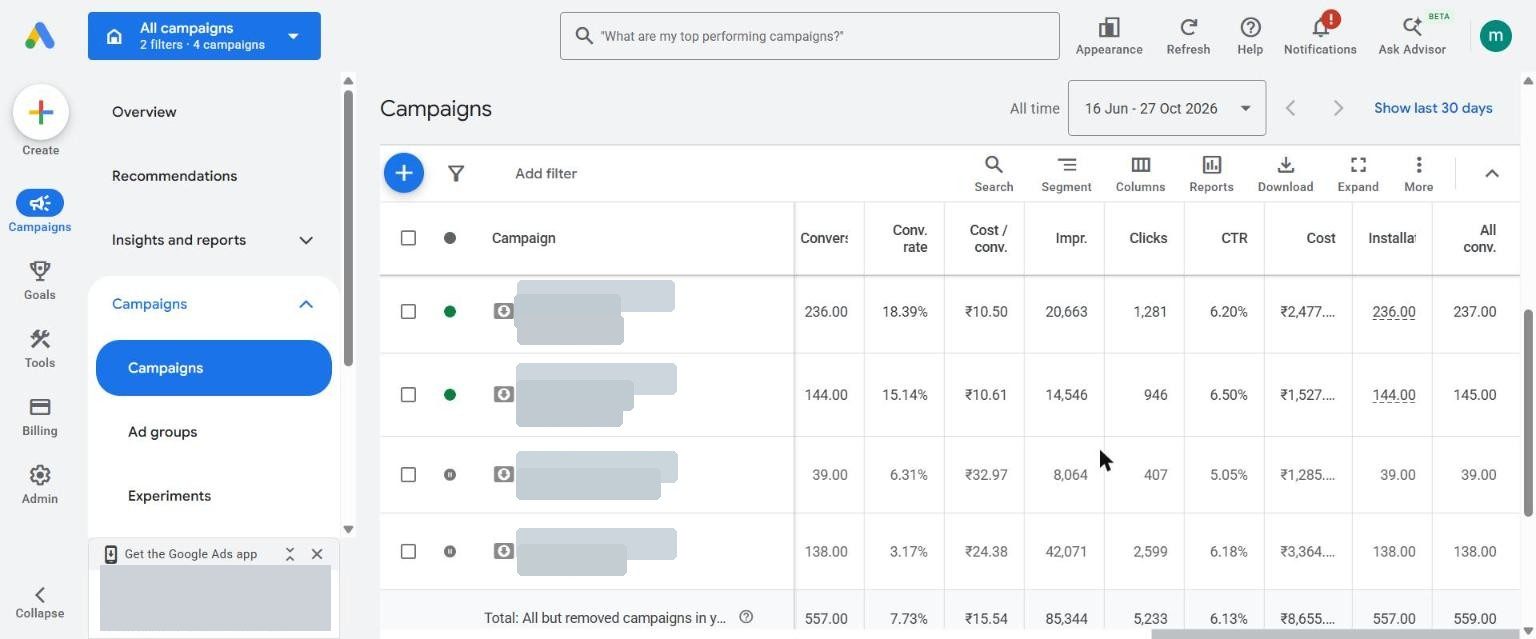 All campaigns
2 filters · 4 campaigns
"What are my top performing campaigns?"
Appearance
Refresh
Help
Notifications
BETA
Ask Advisor
m
Create
Campaigns
Goals
Tools
Billing
Admin
Collapse
Overview
Recommendations
Insights and reports
Campaigns
Campaigns
Ad groups
Experiments
Get the Google Ads app
Campaigns
All time
16 Jun - 27 Oct 2026
Show last 30 days
Add filter
Search
Segment
Columns
Reports
Download
Expand
More
Campaign Convers Conv. rate Cost / conv. Impr. Clicks CTR Cost Installat All conv.
236.00 18.39% ₹10.50 20,663 1,281 6.20% ₹2,477.… 236.00 237.00
144.00 15.14% ₹10.61 14,546 946 6.50% ₹1,527.… 144.00 145.00
39.00 6.31% ₹32.97 8,064 407 5.05% ₹1,285.… 39.00 39.00
138.00 3.17% ₹24.38 42,071 2,599 6.18% ₹3,364.… 138.00 138.00
Total: All but removed campaigns in y… 557.00 7.73% ₹15.54 85,344 5,233 6.13% ₹8,655.… 557.00 559.00